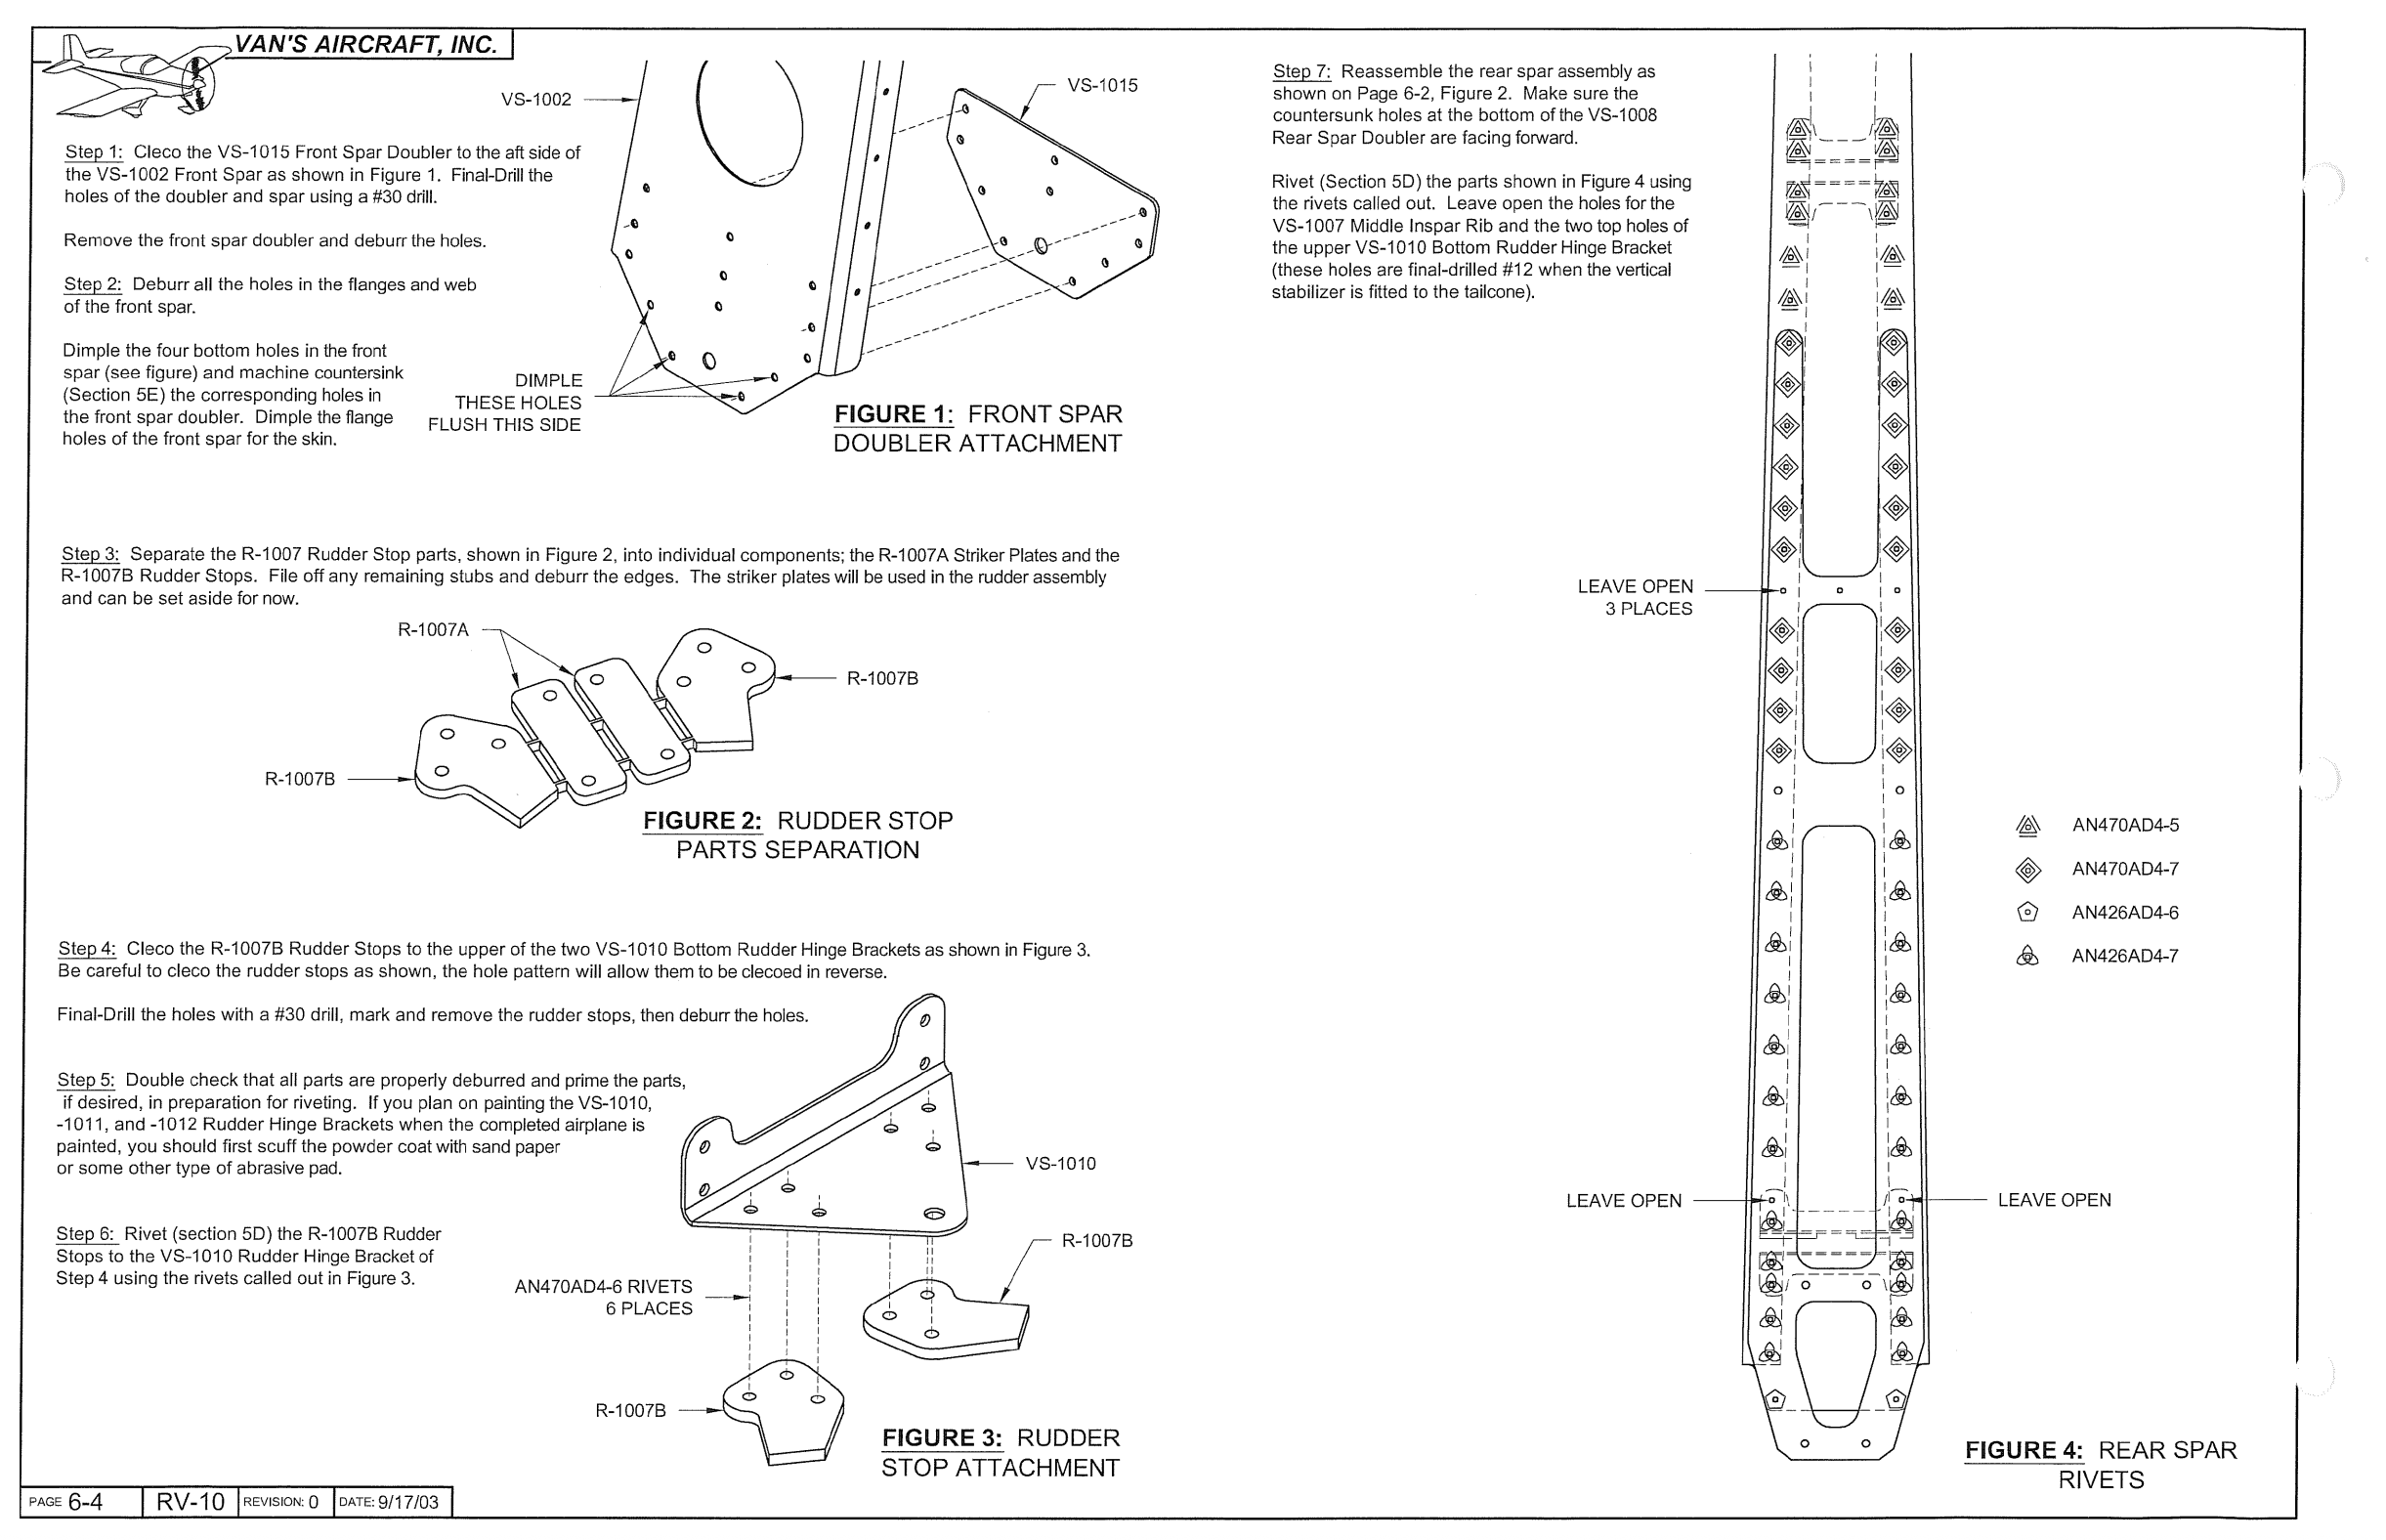 VAN'S AIRCRAFT, INC.
VS-1002
VS-1015
Step 1: Cleco the VS-1015 Front Spar Doubler to the aft side of
the VS-1002 Front Spar as shown in Figure 1. Final-Drill the
holes of the doubler and spar using a #30 drill.
Remove the front spar doubler and deburr the holes.
Step 2: Deburr all the holes in the flanges and web
of the front spar.
Dimple the four bottom holes in the front
spar (see figure) and machine countersink
(Section 5E) the corresponding holes in
the front spar doubler. Dimple the flange
holes of the front spar for the skin.
DIMPLE
THESE HOLES
FLUSH THIS SIDE
FIGURE 1: FRONT SPAR
DOUBLER ATTACHMENT
Step 3: Separate the R-1007 Rudder Stop parts, shown in Figure 2, into individual components; the R-1007A Striker Plates and the
R-1007B Rudder Stops. File off any remaining stubs and deburr the edges. The striker plates will be used in the rudder assembly
and can be set aside for now.
R-1007A
R-1007B
R-1007B
FIGURE 2: RUDDER STOP
PARTS SEPARATION
Step 4: Cleco the R-1007B Rudder Stops to the upper of the two VS-1010 Bottom Rudder Hinge Brackets as shown in Figure 3.
Be careful to cleco the rudder stops as shown, the hole pattern will allow them to be clecoed in reverse.
Final-Drill the holes with a #30 drill, mark and remove the rudder stops, then deburr the holes.
Step 5: Double check that all parts are properly deburred and prime the parts,
if desired, in preparation for riveting. If you plan on painting the VS-1010,
-1011, and -1012 Rudder Hinge Brackets when the completed airplane is
painted, you should first scuff the powder coat with sand paper
or some other type of abrasive pad.
VS-1010
Step 6: Rivet (section 5D) the R-1007B Rudder
Stops to the VS-1010 Rudder Hinge Bracket of
Step 4 using the rivets called out in Figure 3.
R-1007B
AN470AD4-6 RIVETS
6 PLACES
R-1007B
FIGURE 3: RUDDER
STOP ATTACHMENT
Step 7: Reassemble the rear spar assembly as
shown on Page 6-2, Figure 2. Make sure the
countersunk holes at the bottom of the VS-1008
Rear Spar Doubler are facing forward.
Rivet (Section 5D) the parts shown in Figure 4 using
the rivets called out. Leave open the holes for the
VS-1007 Middle Inspar Rib and the two top holes of
the upper VS-1010 Bottom Rudder Hinge Bracket
(these holes are final-drilled #12 when the vertical
stabilizer is fitted to the tailcone).
LEAVE OPEN
3 PLACES
AN470AD4-5
AN470AD4-7
AN426AD4-6
AN426AD4-7
LEAVE OPEN
LEAVE OPEN
FIGURE 4: REAR SPAR
RIVETS
PAGE 6-4 RV-10 REVISION: 0 DATE: 9/17/03